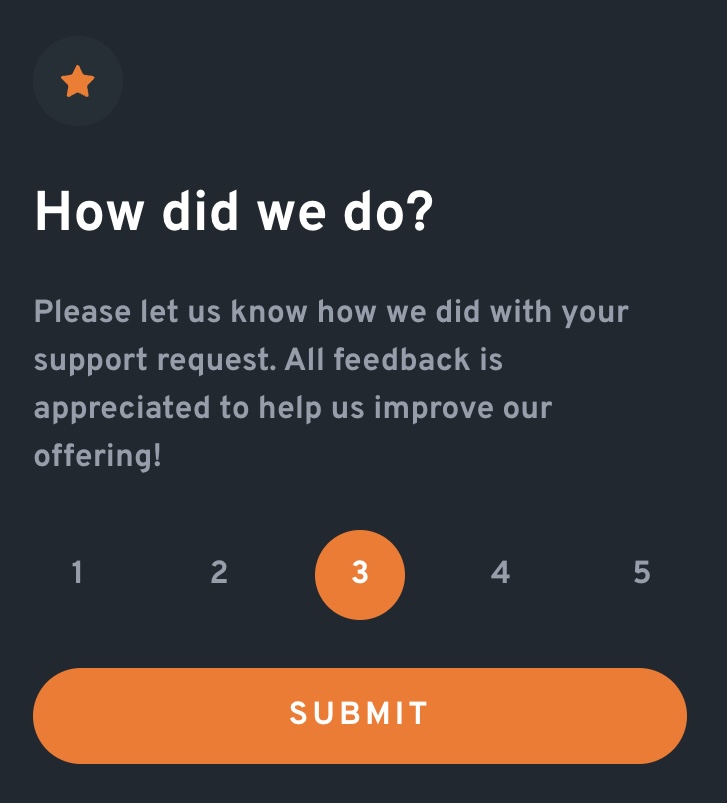 How did we do?
Please let us know how we did with your
support request. All feedback is
appreciated to help us improve our
offering!
1 2 3 4 5
SUBMIT